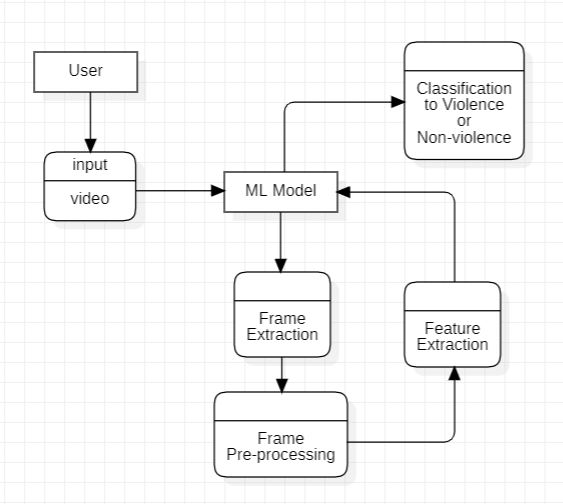 User
input
video
ML Model
Classification
to Violence
or
Non-violence
Frame
Extraction
Feature
Extraction
Frame
Pre-processing